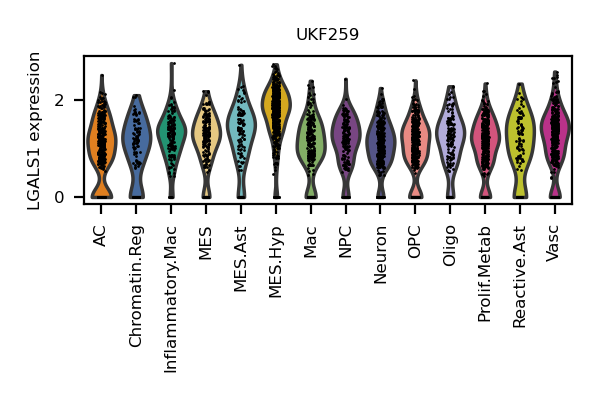 UKF259
LGALS1 expression
2
0
AC
Chromatin.Reg
Inflammatory.Mac
MES
MES.Ast
MES.Hyp
Mac
NPC
Neuron
OPC
Oligo
Prolif.Metab
Reactive.Ast
Vasc